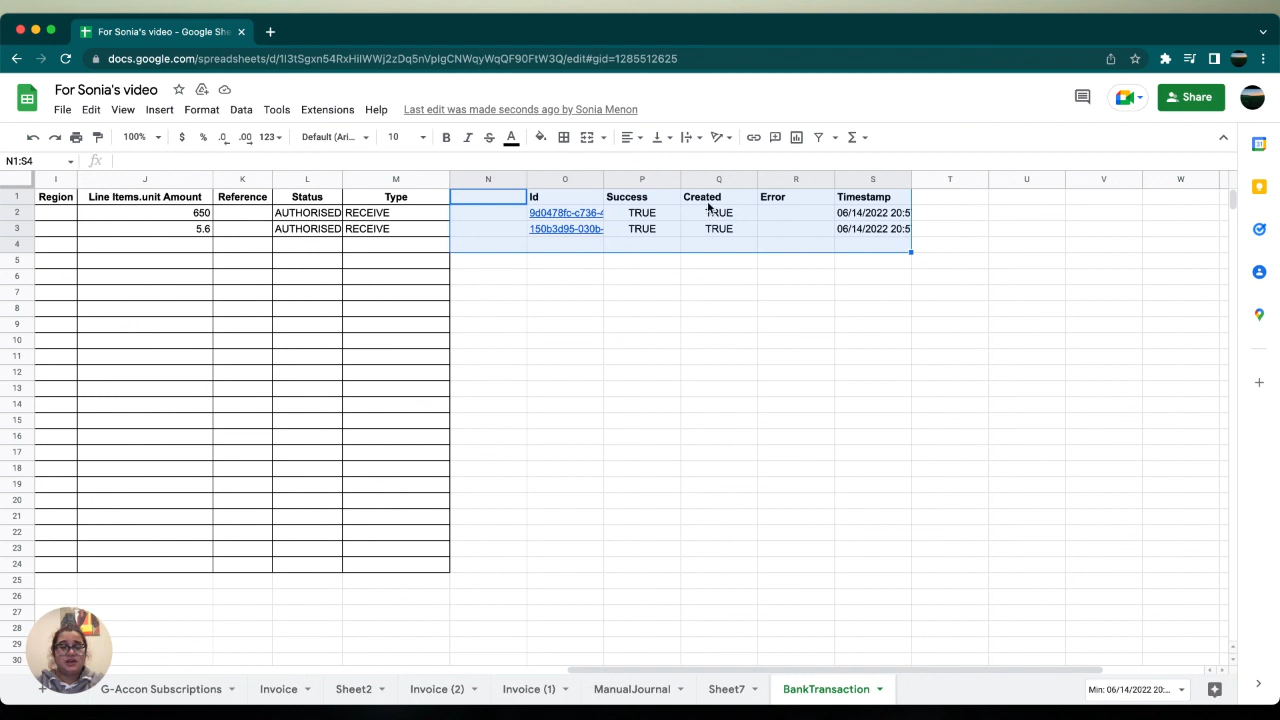 For Sonia's video - Google She
docs.google.com/spreadsheets/d/1I3tSgxn54RxHiIWWj2zDq5nVpIgCNWqyWqQF90FtW3Q/edit#gid=1285512625
For Sonia's video
Share
File Edit View Insert Format Data Tools Extensions Help Last edit was made seconds ago by Sonia Menon
100% $ % .0 .00 123 Default (Ari... 10 B I S A
N1:S4 fx
I J K L M N O P Q R S T U V W
1 Region Line Items.unit Amount Reference Status Type Id Success Created Error Timestamp
2 650 AUTHORISED RECEIVE 9d0478fc-c736-4 TRUE TRUE 06/14/2022 20:5
3 5.6 AUTHORISED RECEIVE 150b3d95-030b- TRUE TRUE 06/14/2022 20:5
4
5
6
7
8
9
10
11
12
13
14
15
16
17
18
19
20
21
22
23
24
25
26
27
28
29
30
G-Accon Subscriptions Invoice Sheet2 Invoice (2) Invoice (1) ManualJournal Sheet7 BankTransaction Min: 06/14/2022 20:...